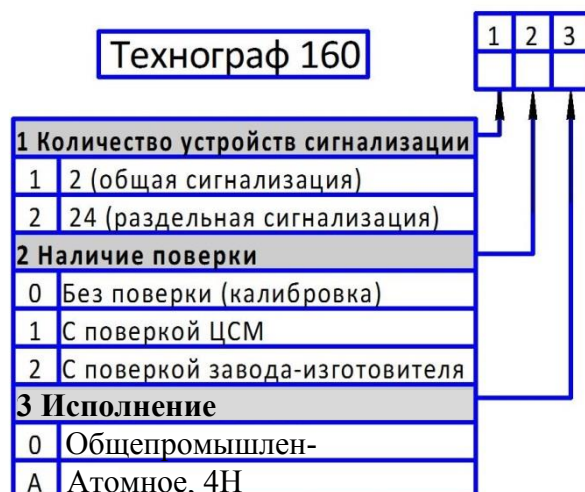 Технограф 160
1 2 3
1 Количество устройств сигнализации
1 2 (общая сигнализация)
2 24 (раздельная сигнализация)
2 Наличие поверки
0 Без поверки (калибровка)
1 С поверкой ЦСМ
2 С поверкой завода-изготовителя
3 Исполнение
0 Общепромышлен-
А Атомное, 4Н